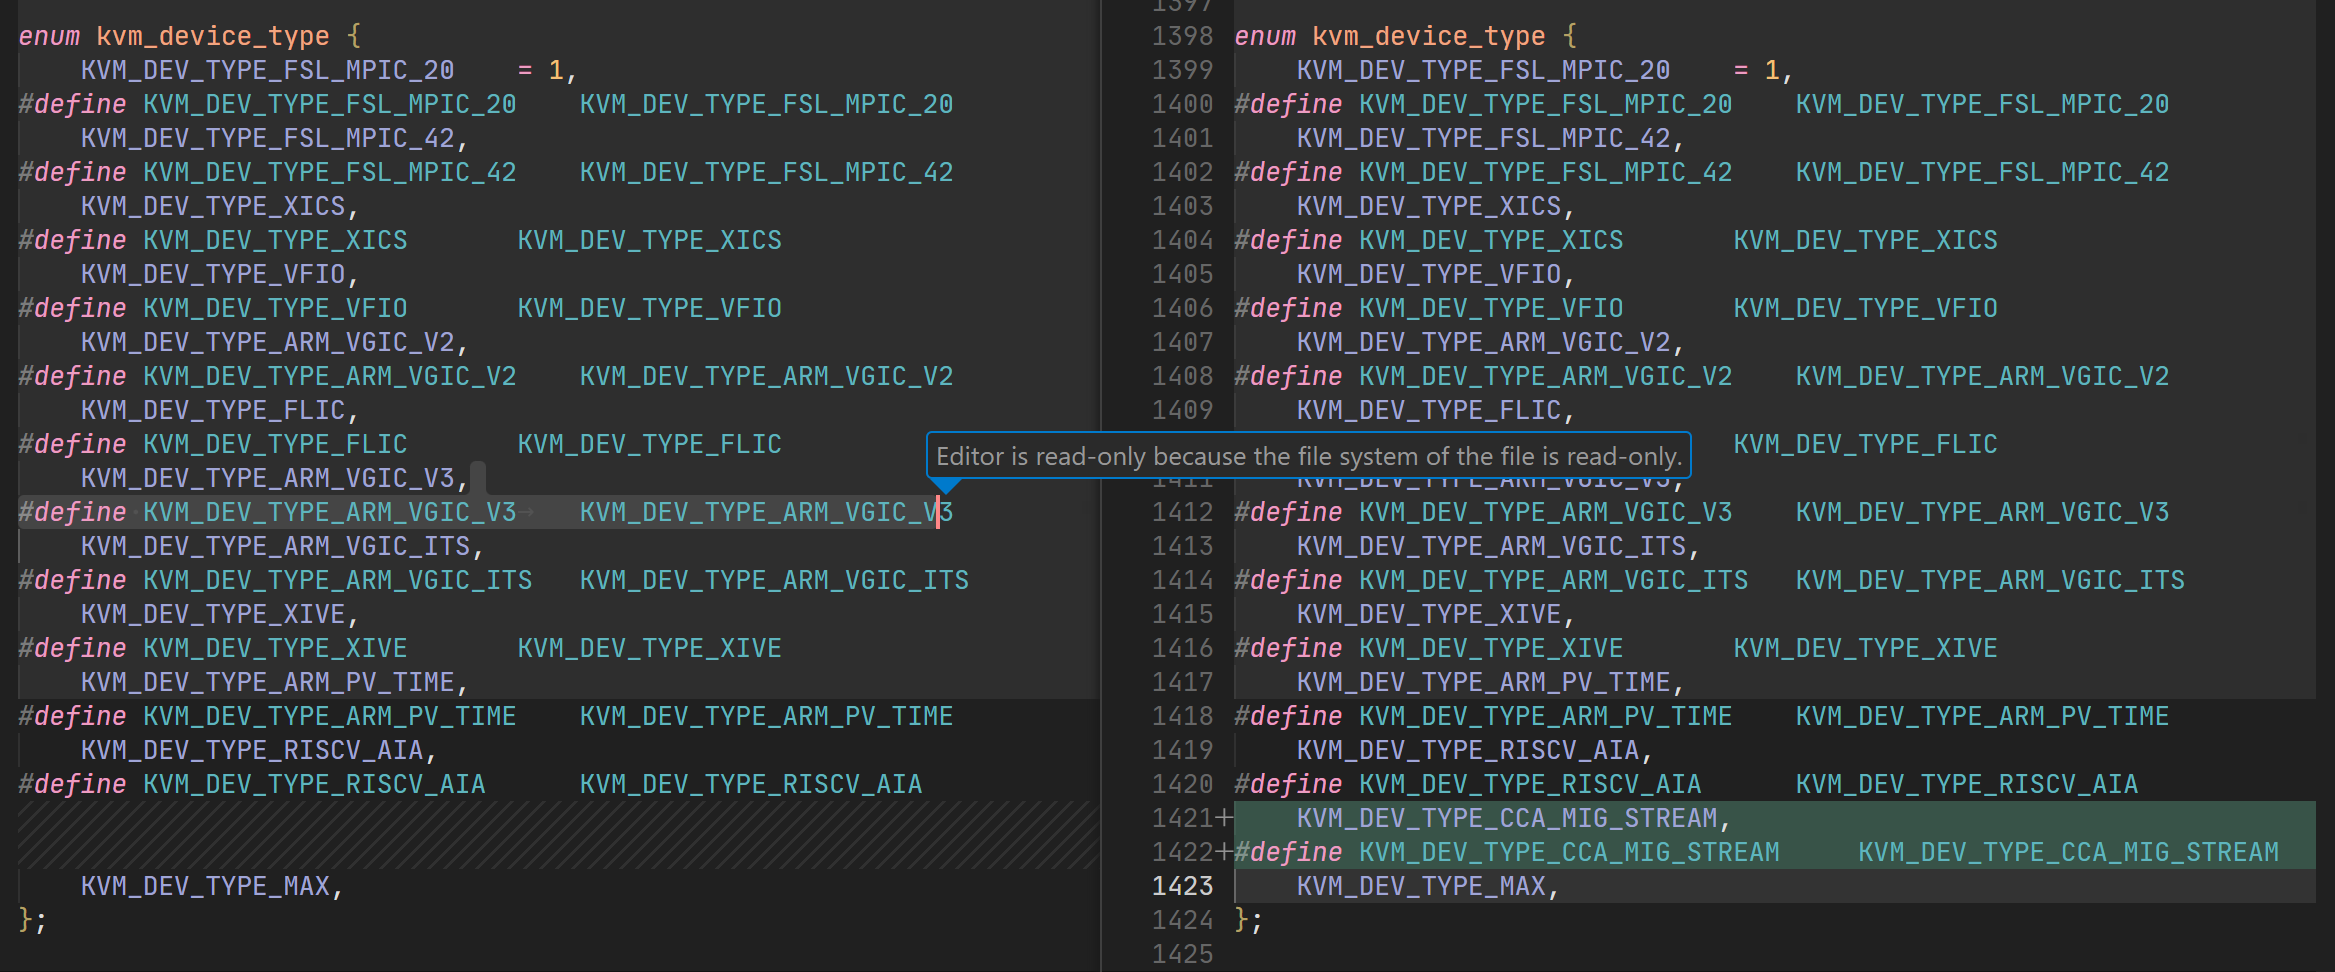 enum kvm_device_type {
    KVM_DEV_TYPE_FSL_MPIC_20    = 1,
#define KVM_DEV_TYPE_FSL_MPIC_20    KVM_DEV_TYPE_FSL_MPIC_20
    KVM_DEV_TYPE_FSL_MPIC_42,
#define KVM_DEV_TYPE_FSL_MPIC_42    KVM_DEV_TYPE_FSL_MPIC_42
    KVM_DEV_TYPE_XICS,
#define KVM_DEV_TYPE_XICS       KVM_DEV_TYPE_XICS
    KVM_DEV_TYPE_VFIO,
#define KVM_DEV_TYPE_VFIO       KVM_DEV_TYPE_VFIO
    KVM_DEV_TYPE_ARM_VGIC_V2,
#define KVM_DEV_TYPE_ARM_VGIC_V2    KVM_DEV_TYPE_ARM_VGIC_V2
    KVM_DEV_TYPE_FLIC,
#define KVM_DEV_TYPE_FLIC       KVM_DEV_TYPE_FLIC
    KVM_DEV_TYPE_ARM_VGIC_V3,
#define KVM_DEV_TYPE_ARM_VGIC_V3    KVM_DEV_TYPE_ARM_VGIC_V3
    KVM_DEV_TYPE_ARM_VGIC_ITS,
#define KVM_DEV_TYPE_ARM_VGIC_ITS   KVM_DEV_TYPE_ARM_VGIC_ITS
    KVM_DEV_TYPE_XIVE,
#define KVM_DEV_TYPE_XIVE       KVM_DEV_TYPE_XIVE
    KVM_DEV_TYPE_ARM_PV_TIME,
#define KVM_DEV_TYPE_ARM_PV_TIME    KVM_DEV_TYPE_ARM_PV_TIME
    KVM_DEV_TYPE_RISCV_AIA,
#define KVM_DEV_TYPE_RISCV_AIA      KVM_DEV_TYPE_RISCV_AIA
    KVM_DEV_TYPE_MAX,
};
Editor is read-only because the file system of the file is read-only.
1397
1398 enum kvm_device_type {
1399     KVM_DEV_TYPE_FSL_MPIC_20    = 1,
1400 #define KVM_DEV_TYPE_FSL_MPIC_20    KVM_DEV_TYPE_FSL_MPIC_20
1401     KVM_DEV_TYPE_FSL_MPIC_42,
1402 #define KVM_DEV_TYPE_FSL_MPIC_42    KVM_DEV_TYPE_FSL_MPIC_42
1403     KVM_DEV_TYPE_XICS,
1404 #define KVM_DEV_TYPE_XICS       KVM_DEV_TYPE_XICS
1405     KVM_DEV_TYPE_VFIO,
1406 #define KVM_DEV_TYPE_VFIO       KVM_DEV_TYPE_VFIO
1407     KVM_DEV_TYPE_ARM_VGIC_V2,
1408 #define KVM_DEV_TYPE_ARM_VGIC_V2    KVM_DEV_TYPE_ARM_VGIC_V2
1409     KVM_DEV_TYPE_FLIC,
KVM_DEV_TYPE_FLIC
1411     KVM_DEV_TYPE_ARM_VGIC_V3,
1412 #define KVM_DEV_TYPE_ARM_VGIC_V3    KVM_DEV_TYPE_ARM_VGIC_V3
1413     KVM_DEV_TYPE_ARM_VGIC_ITS,
1414 #define KVM_DEV_TYPE_ARM_VGIC_ITS   KVM_DEV_TYPE_ARM_VGIC_ITS
1415     KVM_DEV_TYPE_XIVE,
1416 #define KVM_DEV_TYPE_XIVE       KVM_DEV_TYPE_XIVE
1417     KVM_DEV_TYPE_ARM_PV_TIME,
1418 #define KVM_DEV_TYPE_ARM_PV_TIME    KVM_DEV_TYPE_ARM_PV_TIME
1419     KVM_DEV_TYPE_RISCV_AIA,
1420 #define KVM_DEV_TYPE_RISCV_AIA      KVM_DEV_TYPE_RISCV_AIA
1421+    KVM_DEV_TYPE_CCA_MIG_STREAM,
1422+#define KVM_DEV_TYPE_CCA_MIG_STREAM     KVM_DEV_TYPE_CCA_MIG_STREAM
1423     KVM_DEV_TYPE_MAX,
1424 };
1425